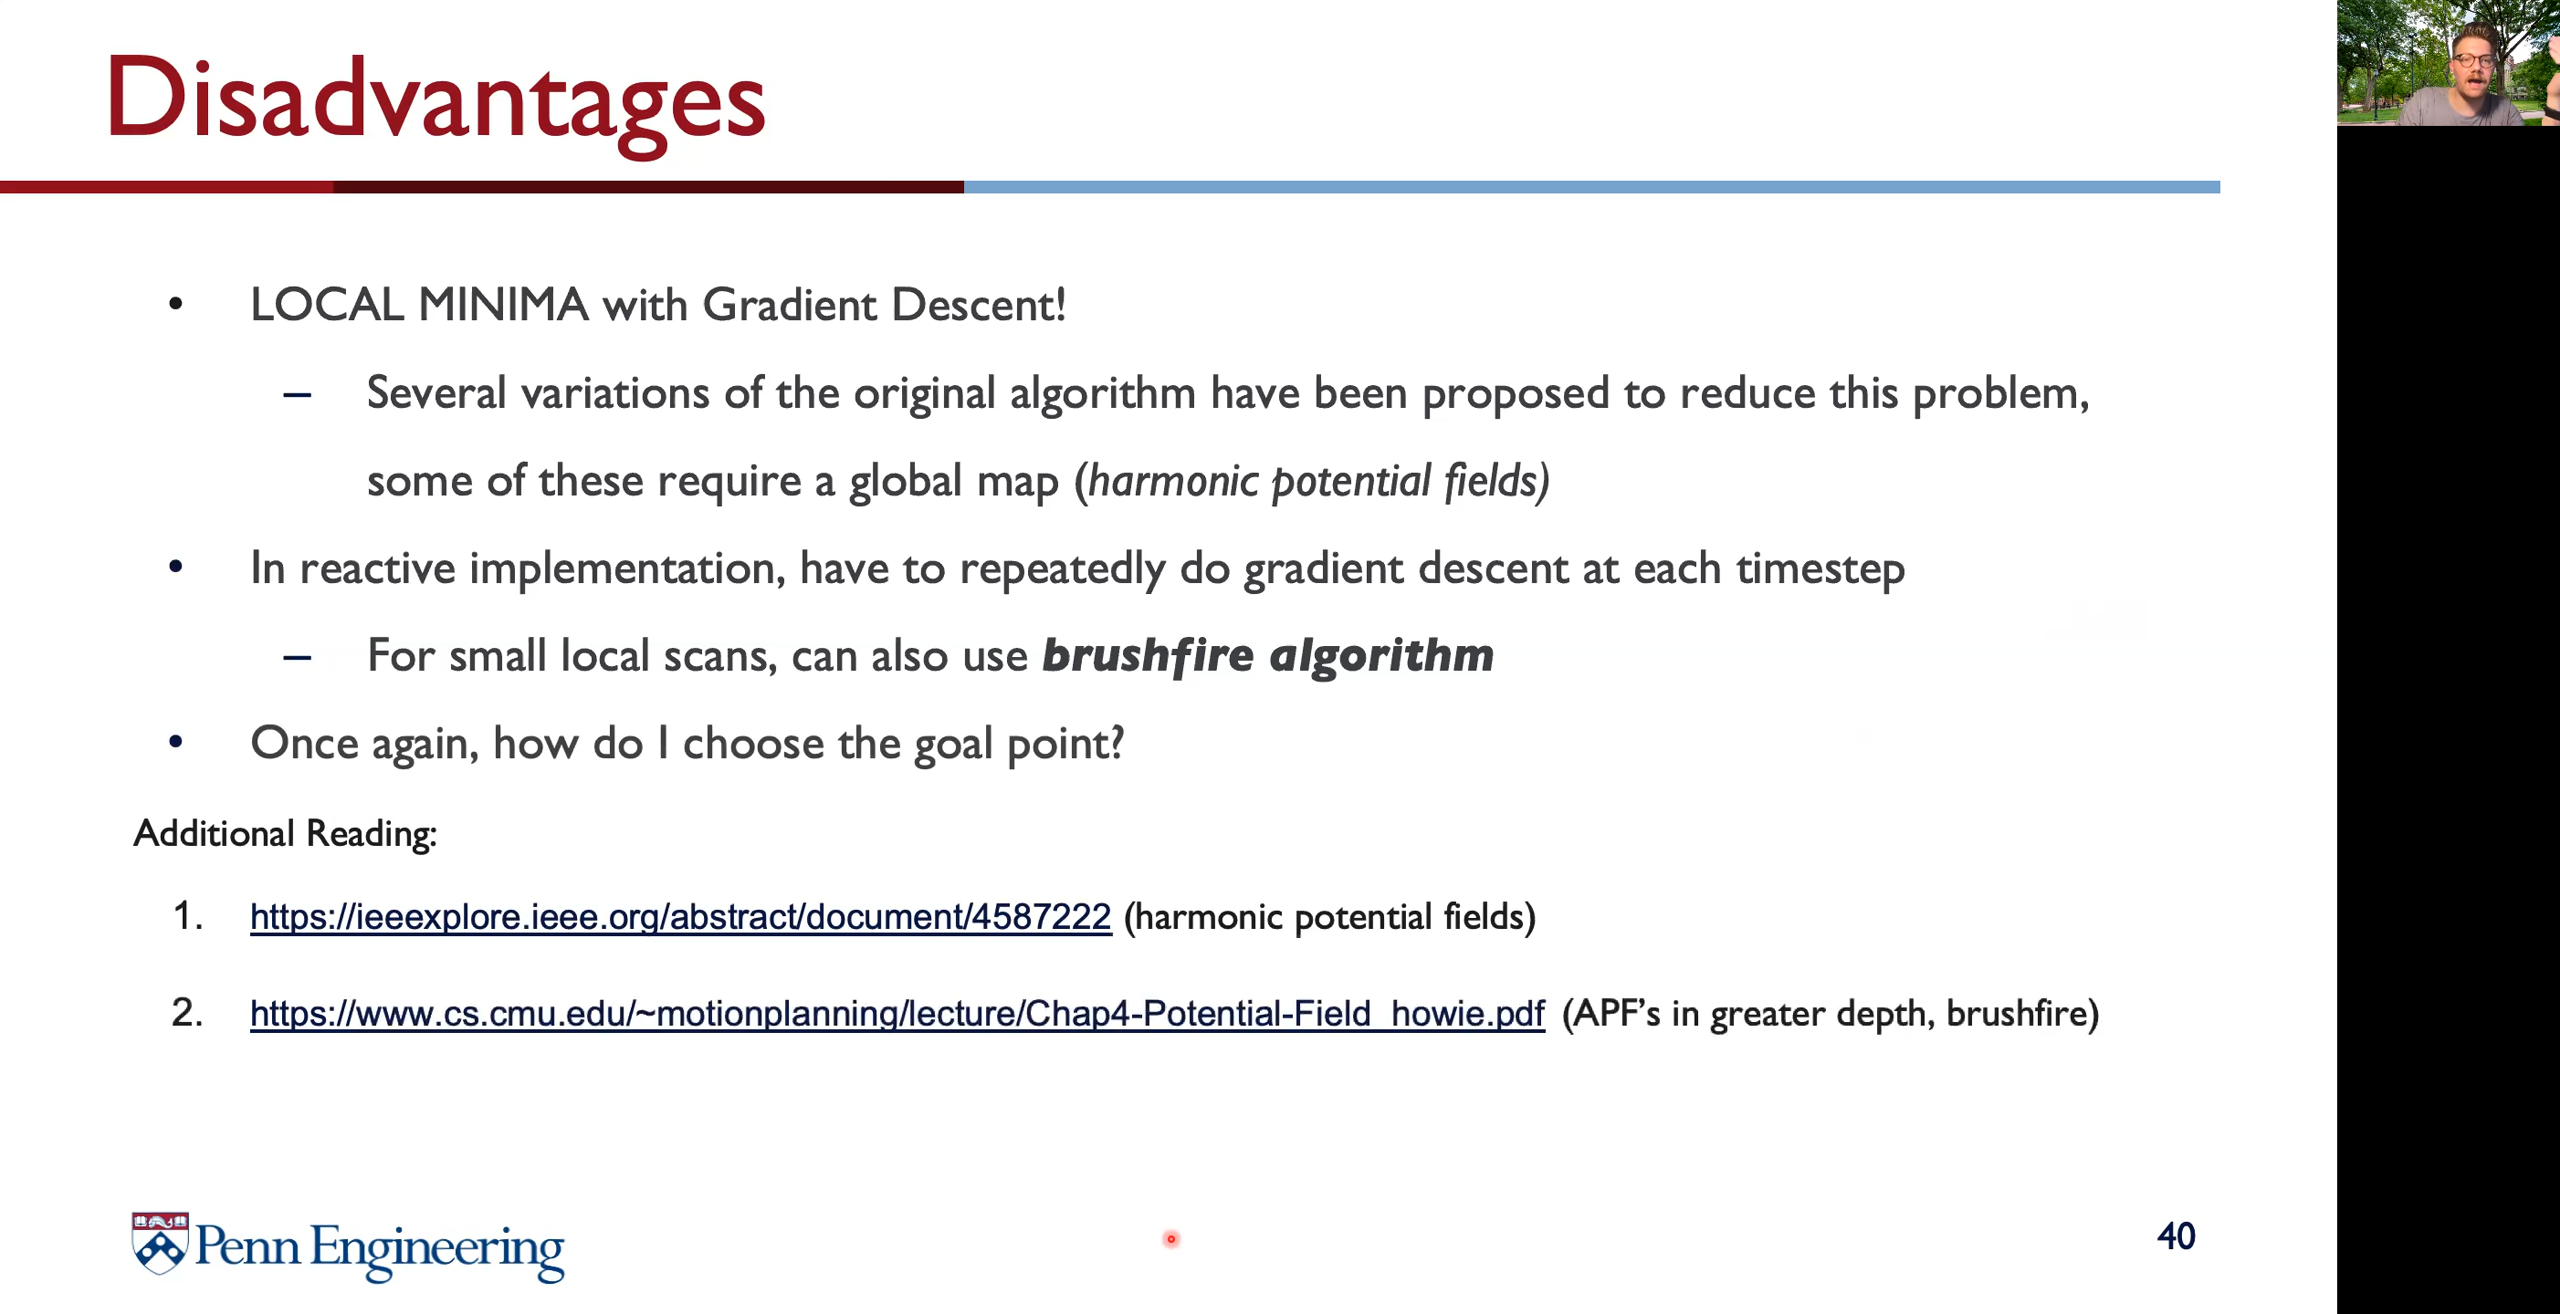 Disadvantages
• LOCAL MINIMA with Gradient Descent!
– Several variations of the original algorithm have been proposed to reduce this problem,
some of these require a global map (harmonic potential fields)
• In reactive implementation, have to repeatedly do gradient descent at each timestep
– For small local scans, can also use brushfire algorithm
• Once again, how do I choose the goal point?
Additional Reading:
1. https://ieeexplore.ieee.org/abstract/document/4587222 (harmonic potential fields)
2. https://www.cs.cmu.edu/~motionplanning/lecture/Chap4-Potential-Field_howie.pdf (APF’s in greater depth, brushfire)
Penn Engineering
40